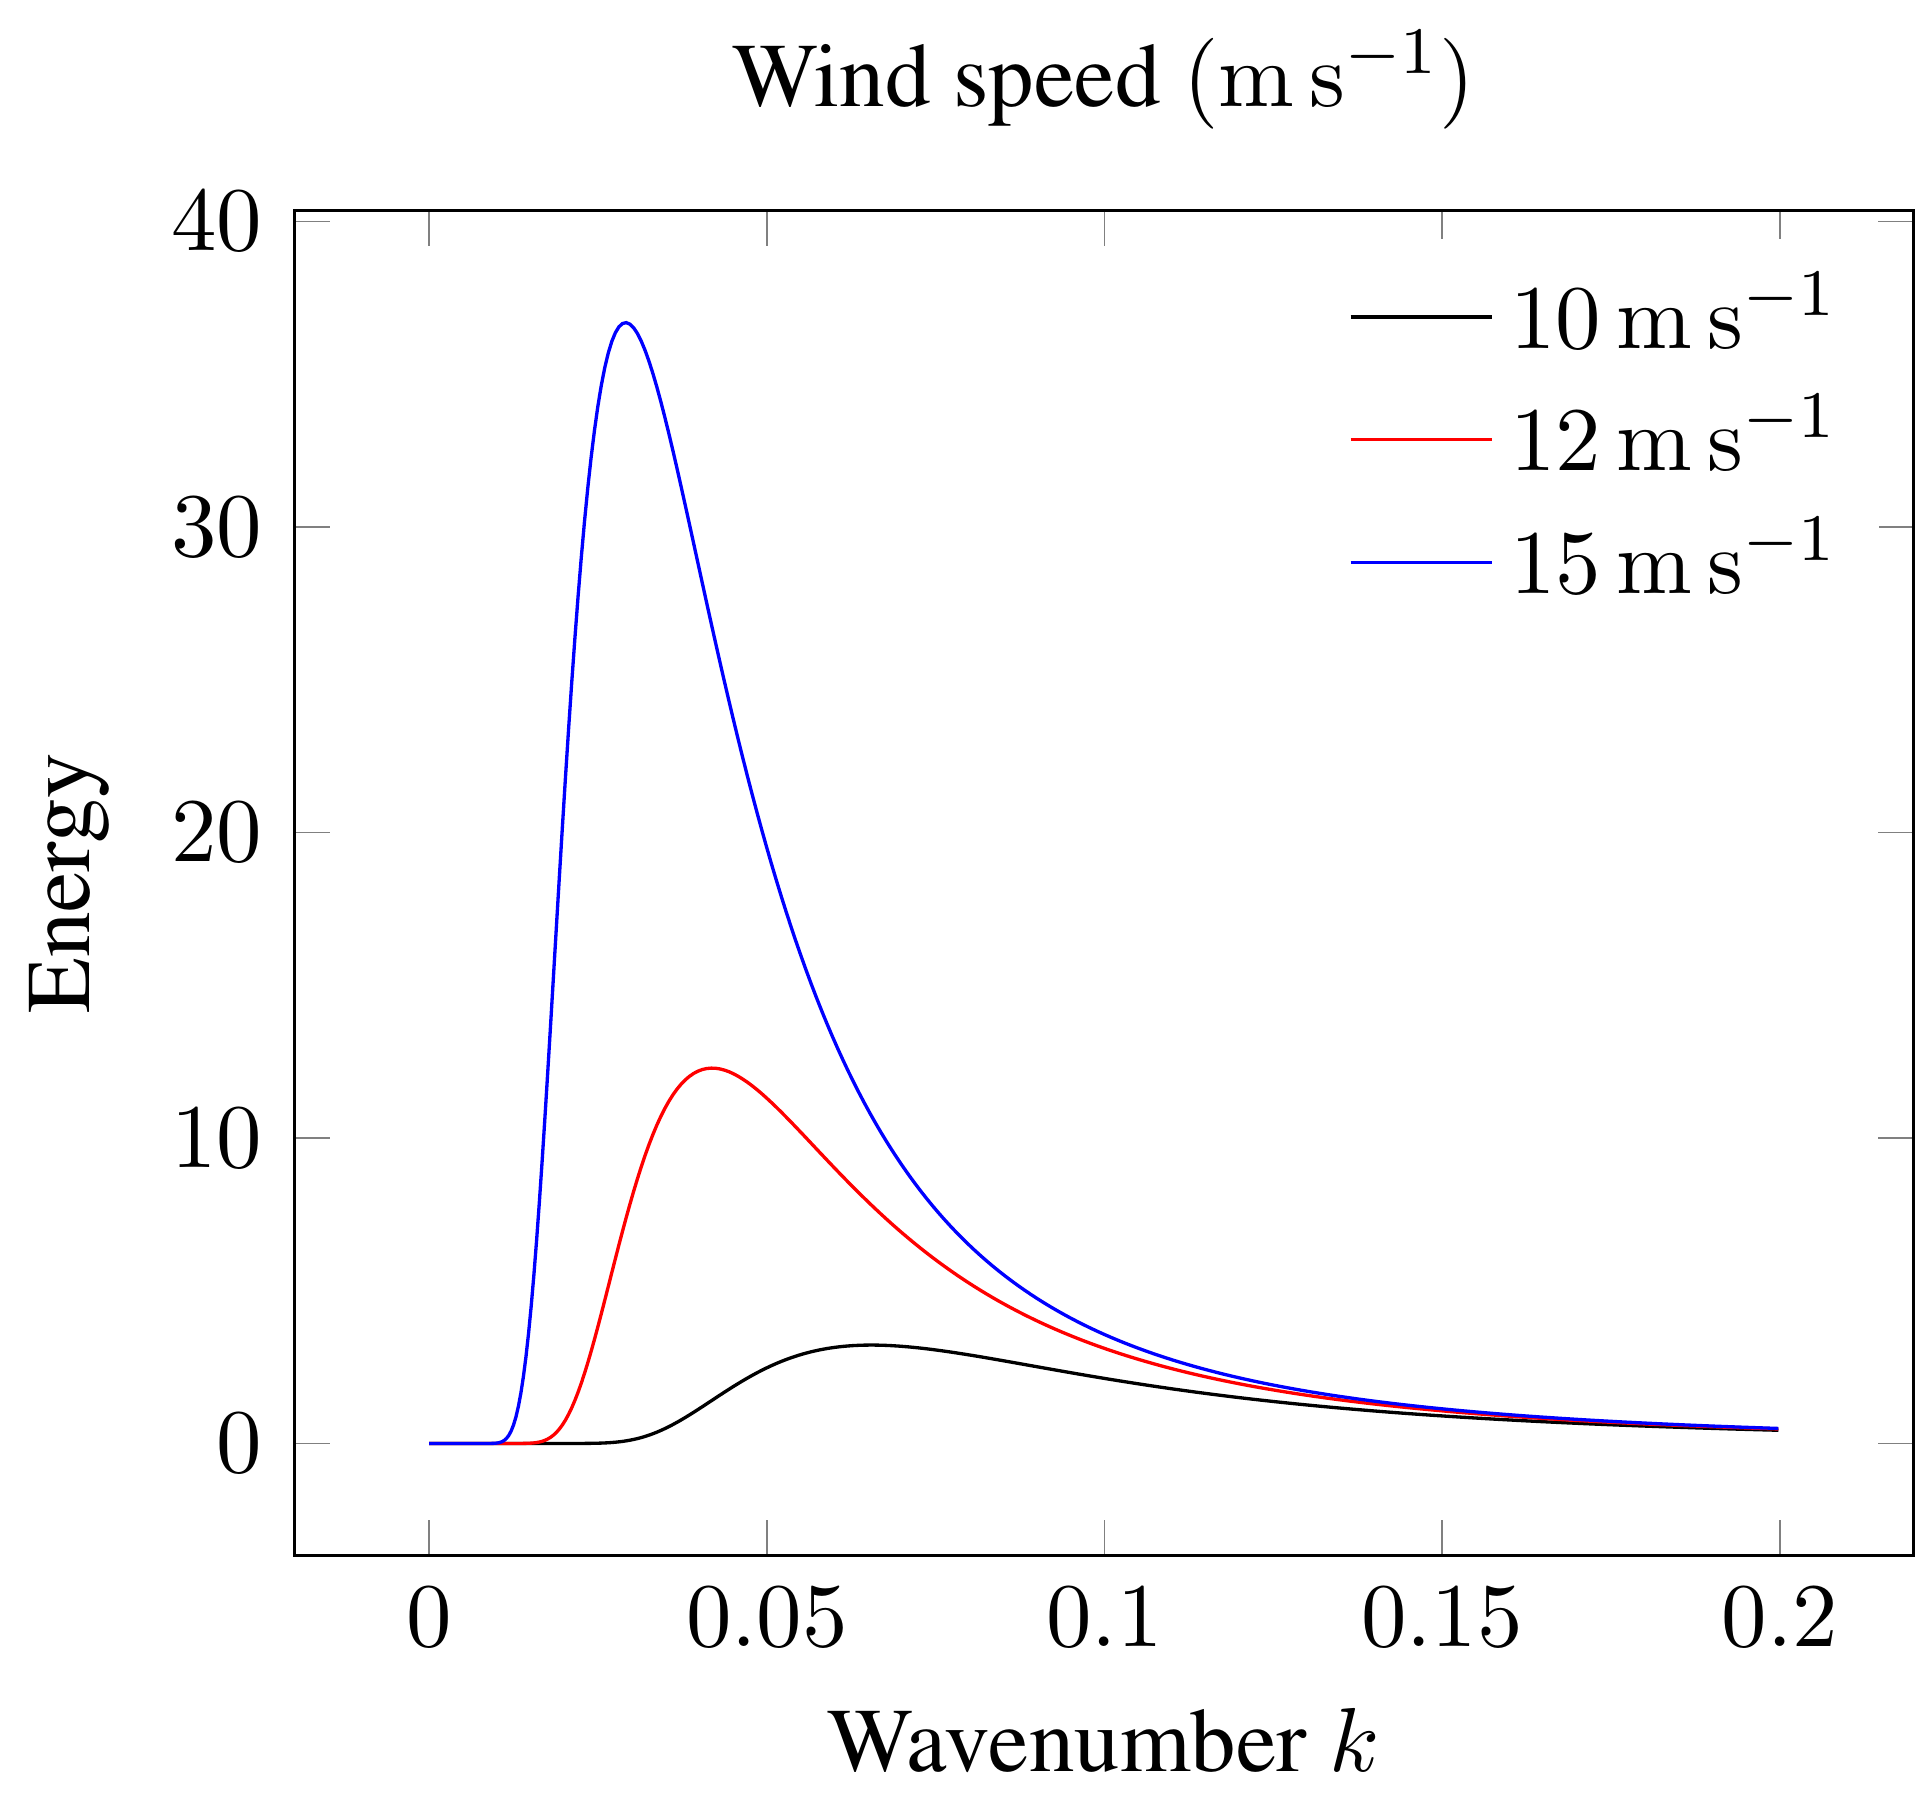 Wind speed (m s⁻¹)
40
30
20
10
0
Energy
10 m s⁻¹
12 m s⁻¹
15 m s⁻¹
0 0.05 0.1 0.15 0.2
Wavenumber k